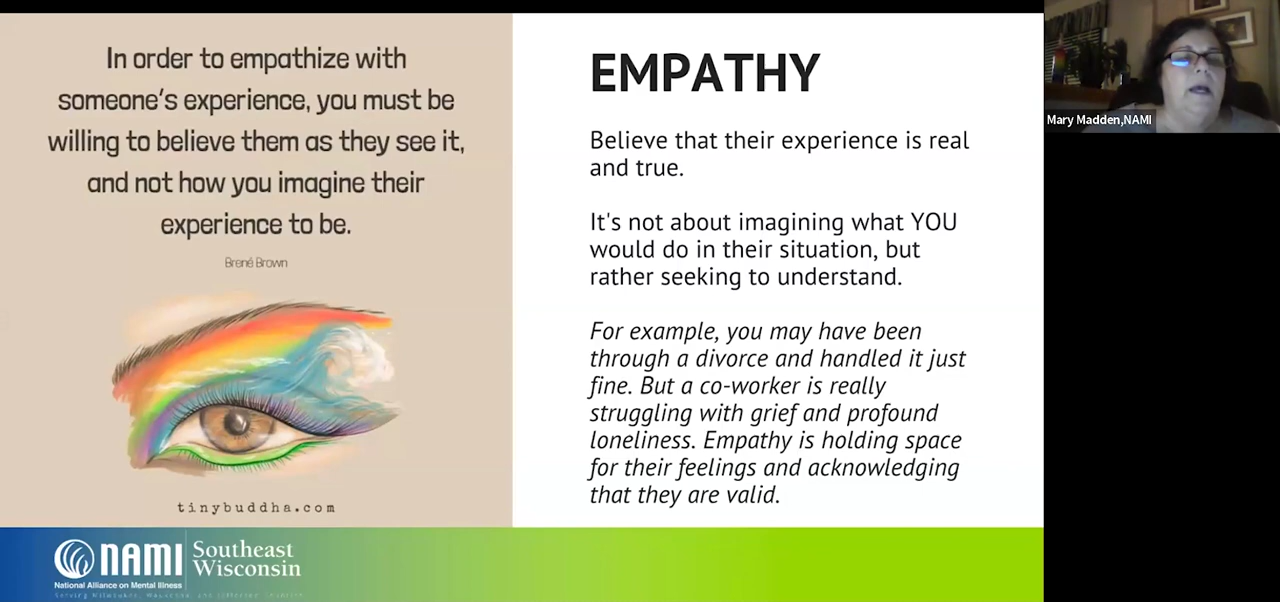 In order to empathize with
someone's experience, you must be
willing to believe them as they see it,
and not how you imagine their
experience to be.
Brené Brown
tinybuddha.com
EMPATHY
Believe that their experience is real
and true.
It's not about imagining what YOU
would do in their situation, but
rather seeking to understand.
For example, you may have been
through a divorce and handled it just
fine. But a co-worker is really
struggling with grief and profound
loneliness. Empathy is holding space
for their feelings and acknowledging
that they are valid.
Mary Madden,NAMI
NAMI
National Alliance on Mental Illness
Southeast
Wisconsin
Serving Milwaukee, Waukesha,